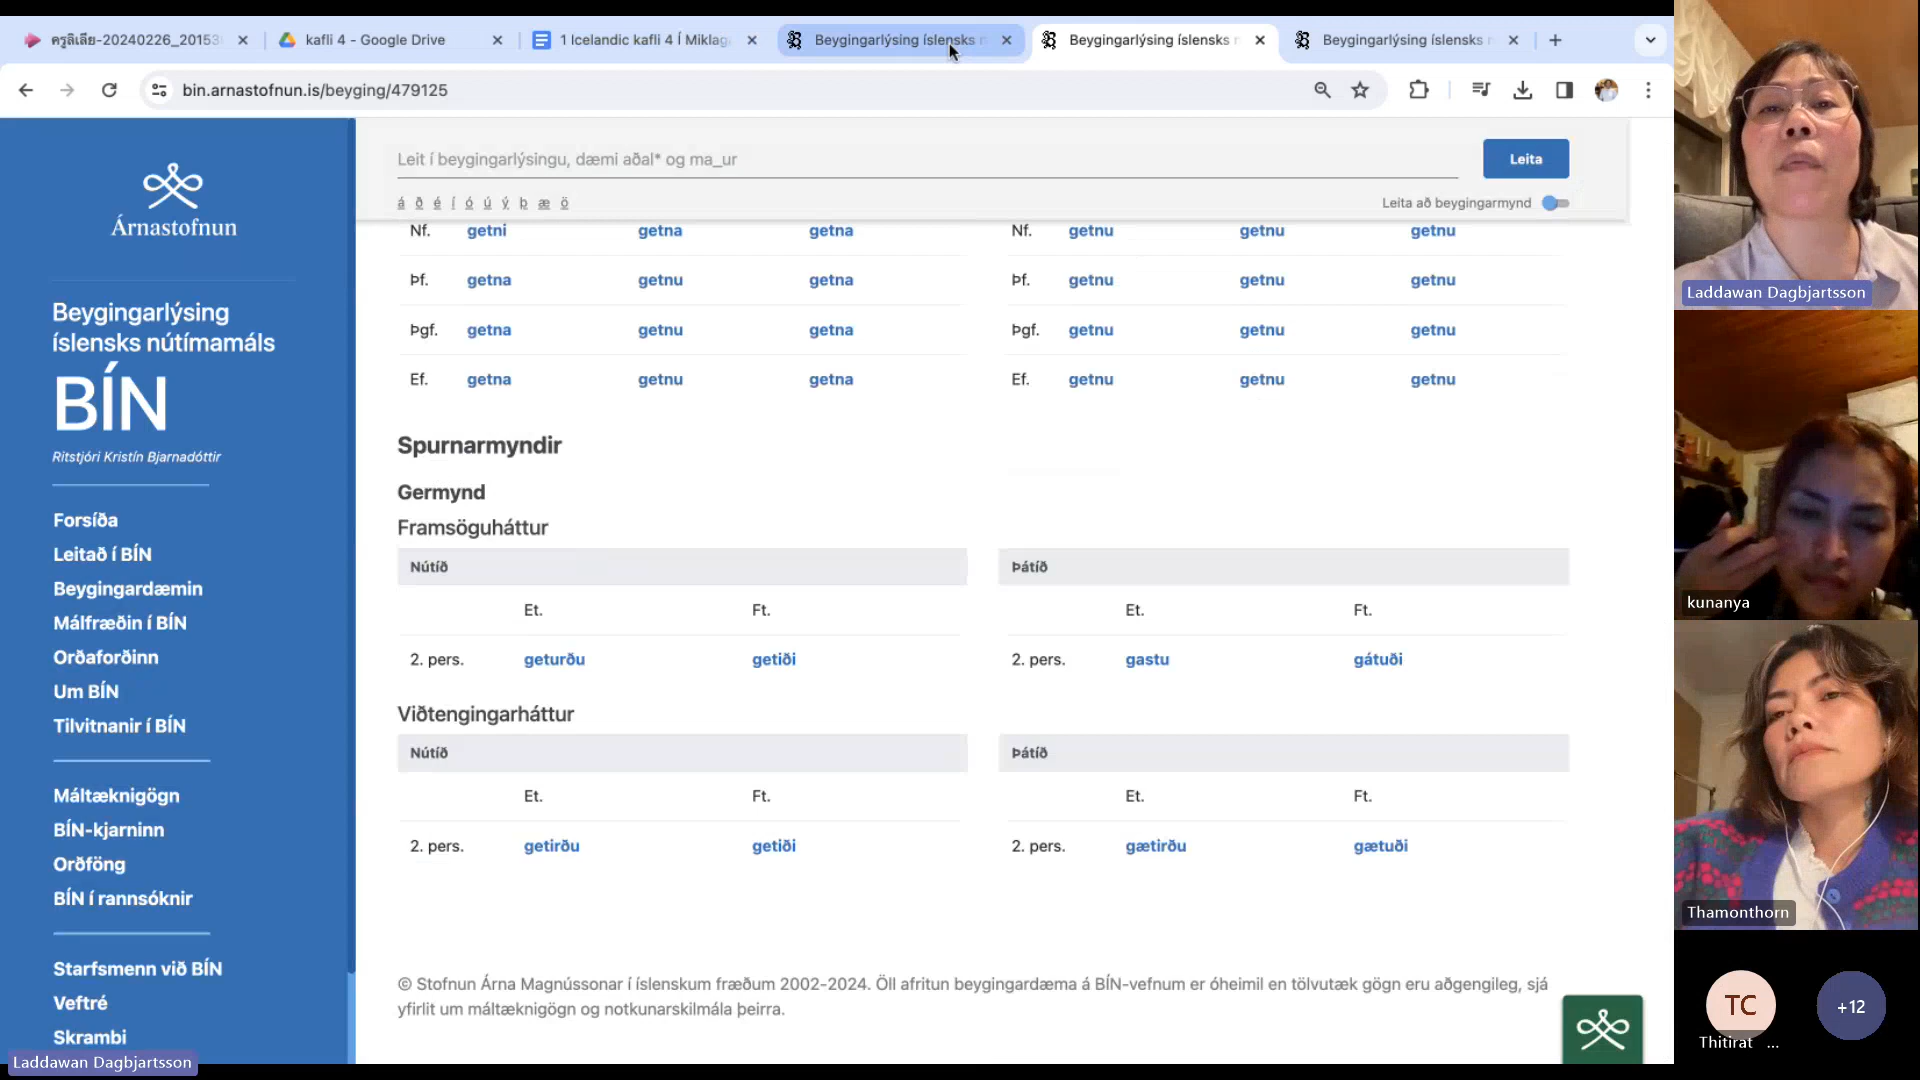 ครูลิเลีย-20240226_20153
kafli 4 - Google Drive
1 Icelandic kafli 4 Í Miklag
Beygingarlýsing íslensks n
Beygingarlýsing íslensks n
Beygingarlýsing íslensks n
bin.arnastofnun.is/beyging/479125
Árnastofnun
Beygingarlýsing
íslensks nútímamáls
BÍN
Ritstjóri Kristín Bjarnadóttir
Forsíða
Leitað í BÍN
Beygingardæmin
Málfræðin í BÍN
Orðaforðinn
Um BÍN
Tilvitnanir í BÍN
Máltæknigögn
BÍN-kjarninn
Orðföng
BÍN í rannsóknir
Starfsmenn við BÍN
Veftré
Skrambi
Laddawan Dagbjartsson
Leit í beygingarlýsingu, dæmi aðal* og ma_ur
Leita
á ð é í ó ú ý þ æ ö
Leita að beygingarmynd
Nf. getni getna getna
Þf. getna getnu getna
Þgf. getna getnu getna
Ef. getna getnu getna
Nf. getnu getnu getnu
Þf. getnu getnu getnu
Þgf. getnu getnu getnu
Ef. getnu getnu getnu
Spurnarmyndir
Germynd
Framsöguháttur
Nútíð
Et. Ft.
2. pers. geturðu getiði
Þátíð
Et. Ft.
2. pers. gastu gátuði
Viðtengingarháttur
Nútíð
Et. Ft.
2. pers. getirðu getiði
Þátíð
Et. Ft.
2. pers. gætirðu gætuði
© Stofnun Árna Magnússonar í íslenskum fræðum 2002-2024. Öll afritun beygingardæma á BÍN-vefnum er óheimil en tölvutæk gögn eru aðgengileg, sjá
yfirlit um máltæknigögn og notkunarskilmála þeirra.
Laddawan Dagbjartsson
kunanya
Thamonthorn
TC
Thitirat ...
+12